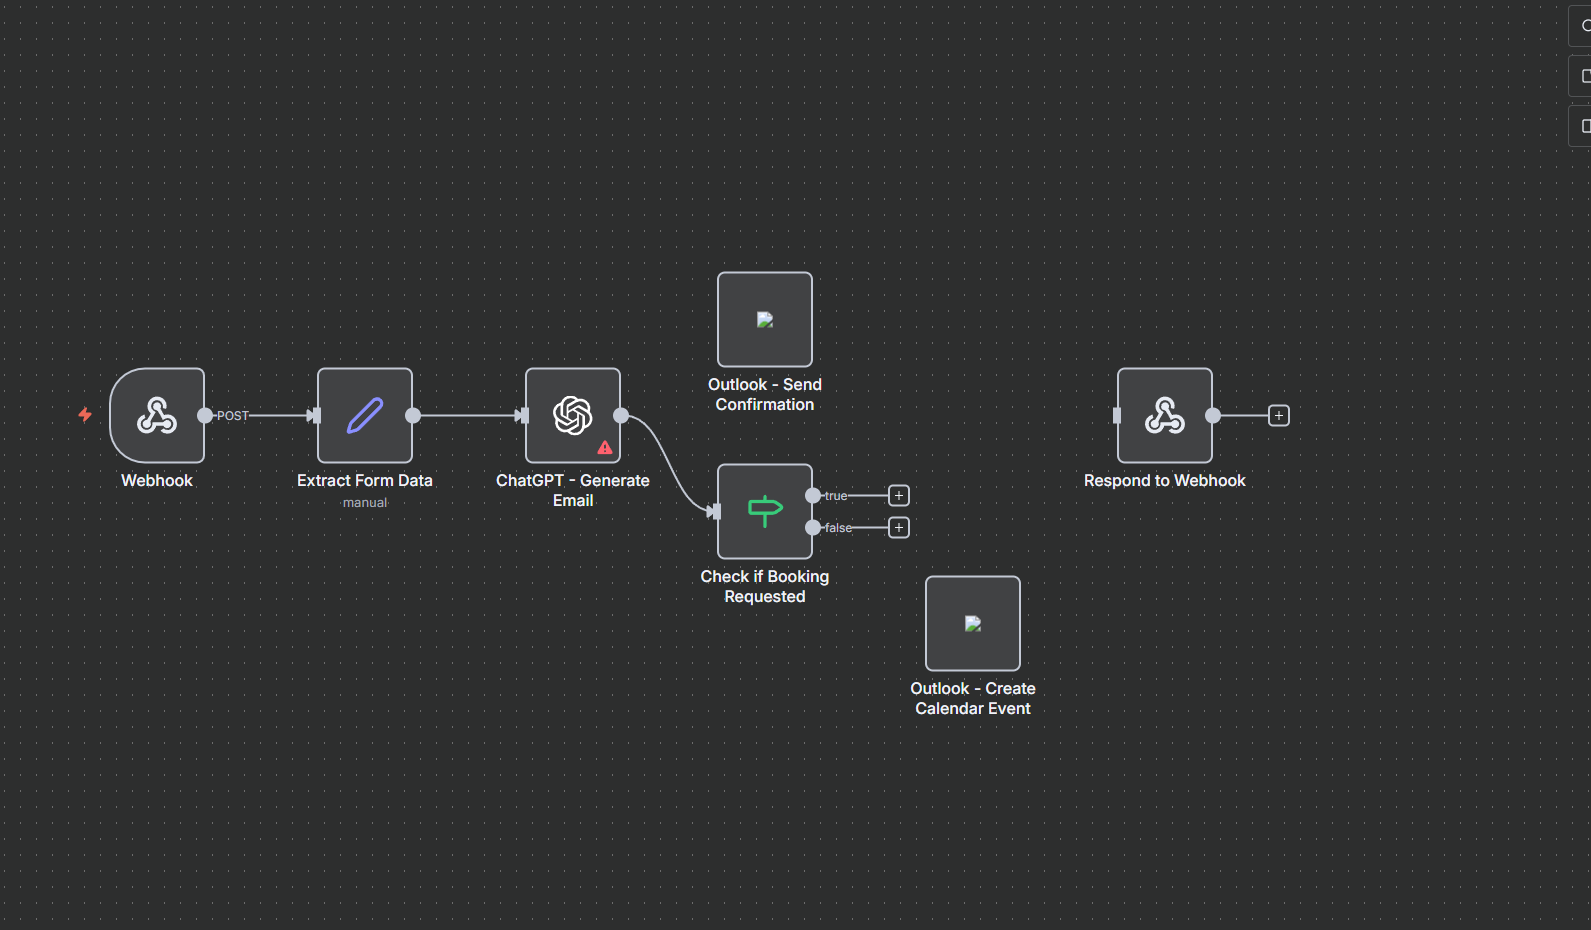 Outlook - Send
Confirmation
POST
Webhook
Extract Form Data
manual
ChatGPT - Generate
Email
true
false
Check if Booking
Requested
Outlook - Create
Calendar Event
Respond to Webhook